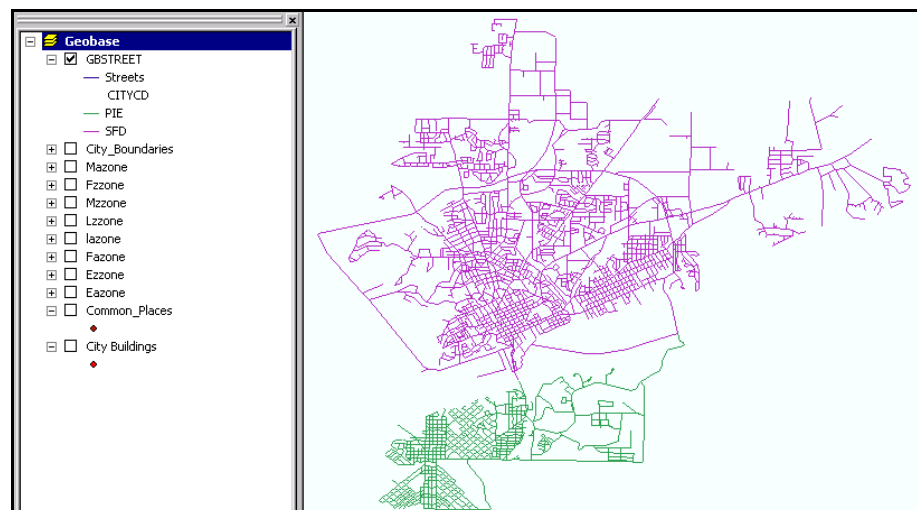 Geobase
GBSTREET
Streets
CITYCD
PIE
SFD
City_Boundaries
Mazone
Fzzone
Mzzone
Lzzone
lazone
Fazone
Ezzone
Eazone
Common_Places
City Buildings